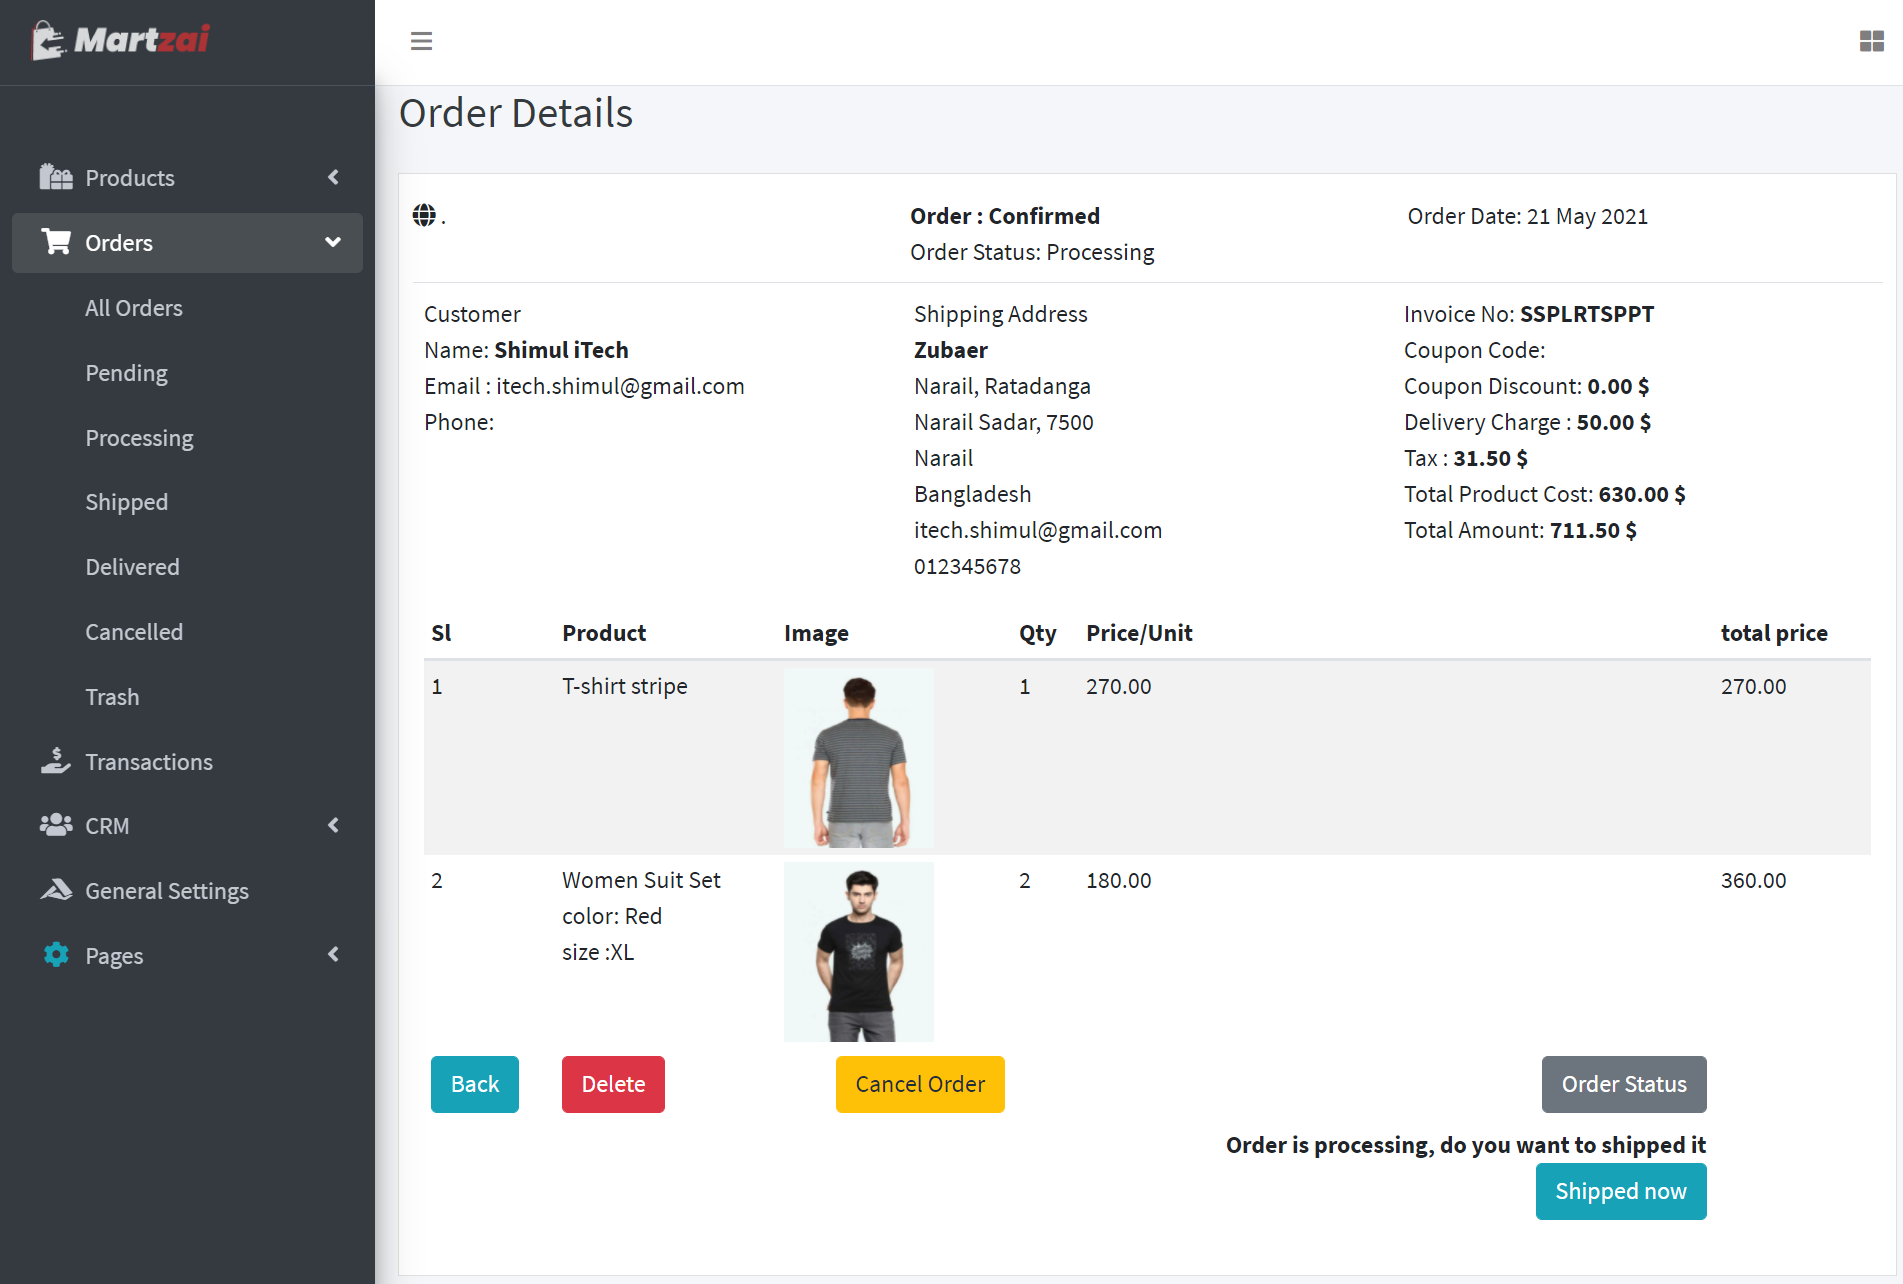 Martzai
Products
Orders
All Orders
Pending
Processing
Shipped
Delivered
Cancelled
Trash
Transactions
CRM
General Settings
Pages
Order Details
.
Order : Confirmed
Order Status: Processing
Order Date: 21 May 2021
Customer
Name: Shimul iTech
Email : itech.shimul@gmail.com
Phone:
Shipping Address
Zubaer
Narail, Ratadanga
Narail Sadar, 7500
Narail
Bangladesh
itech.shimul@gmail.com
012345678
Invoice No: SSPLRTSPPT
Coupon Code:
Coupon Discount: 0.00 $
Delivery Charge : 50.00 $
Tax : 31.50 $
Total Product Cost: 630.00 $
Total Amount: 711.50 $
Sl Product Image Qty Price/Unit total price
1 T-shirt stripe 1 270.00 270.00
2 Women Suit Set 2 180.00 360.00
color: Red
size :XL
Back Delete Cancel Order Order Status
Order is processing, do you want to shipped it
Shipped now